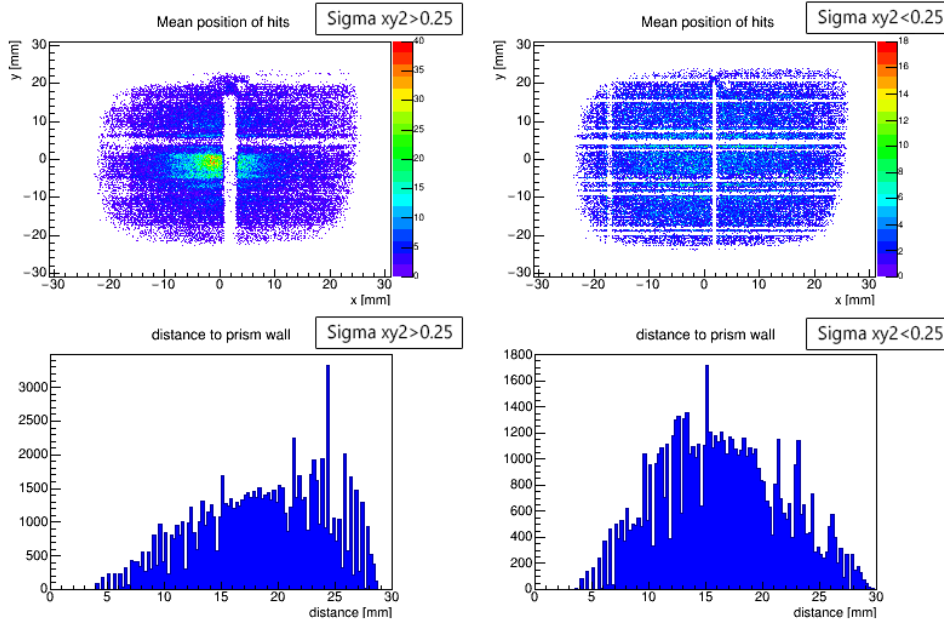 Mean position of hits
Sigma xy2>0.25
y [mm]
30
20
10
0
−10
−20
−30
−30 −20 −10 0 10 20 30
x [mm]
40
35
30
25
20
15
10
5
0
Mean position of hits
Sigma xy2<0.25
y [mm]
30
20
10
0
−10
−20
−30
−30 −20 −10 0 10 20 30
x [mm]
18
16
14
12
10
8
6
4
2
0
distance to prism wall
Sigma xy2>0.25
3000
2500
2000
1500
1000
500
0
0 5 10 15 20 25 30
distance [mm]
distance to prism wall
Sigma xy2<0.25
1800
1600
1400
1200
1000
800
600
400
200
0
0 5 10 15 20 25 30
distance [mm]